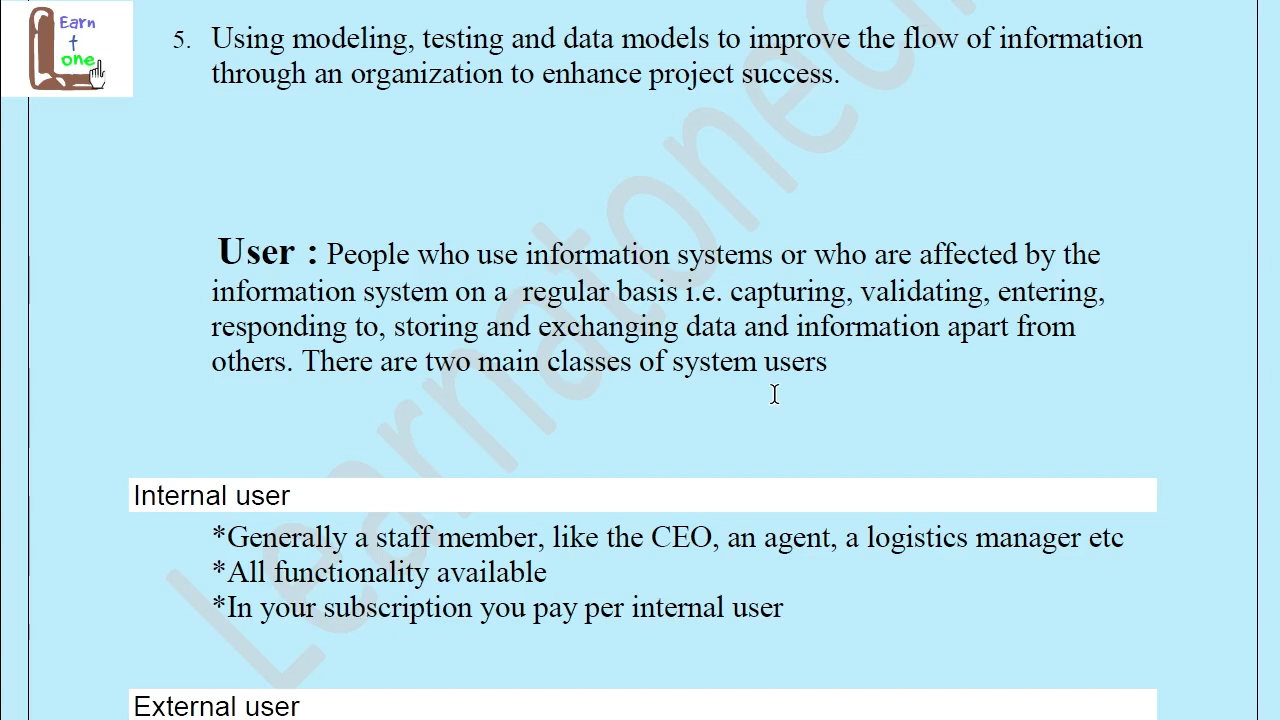 Earn
t
one
5. Using modeling, testing and data models to improve the flow of information
through an organization to enhance project success.
User : People who use information systems or who are affected by the
information system on a regular basis i.e. capturing, validating, entering,
responding to, storing and exchanging data and information apart from
others. There are two main classes of system users
Internal user
*Generally a staff member, like the CEO, an agent, a logistics manager etc
*All functionality available
*In your subscription you pay per internal user
External user